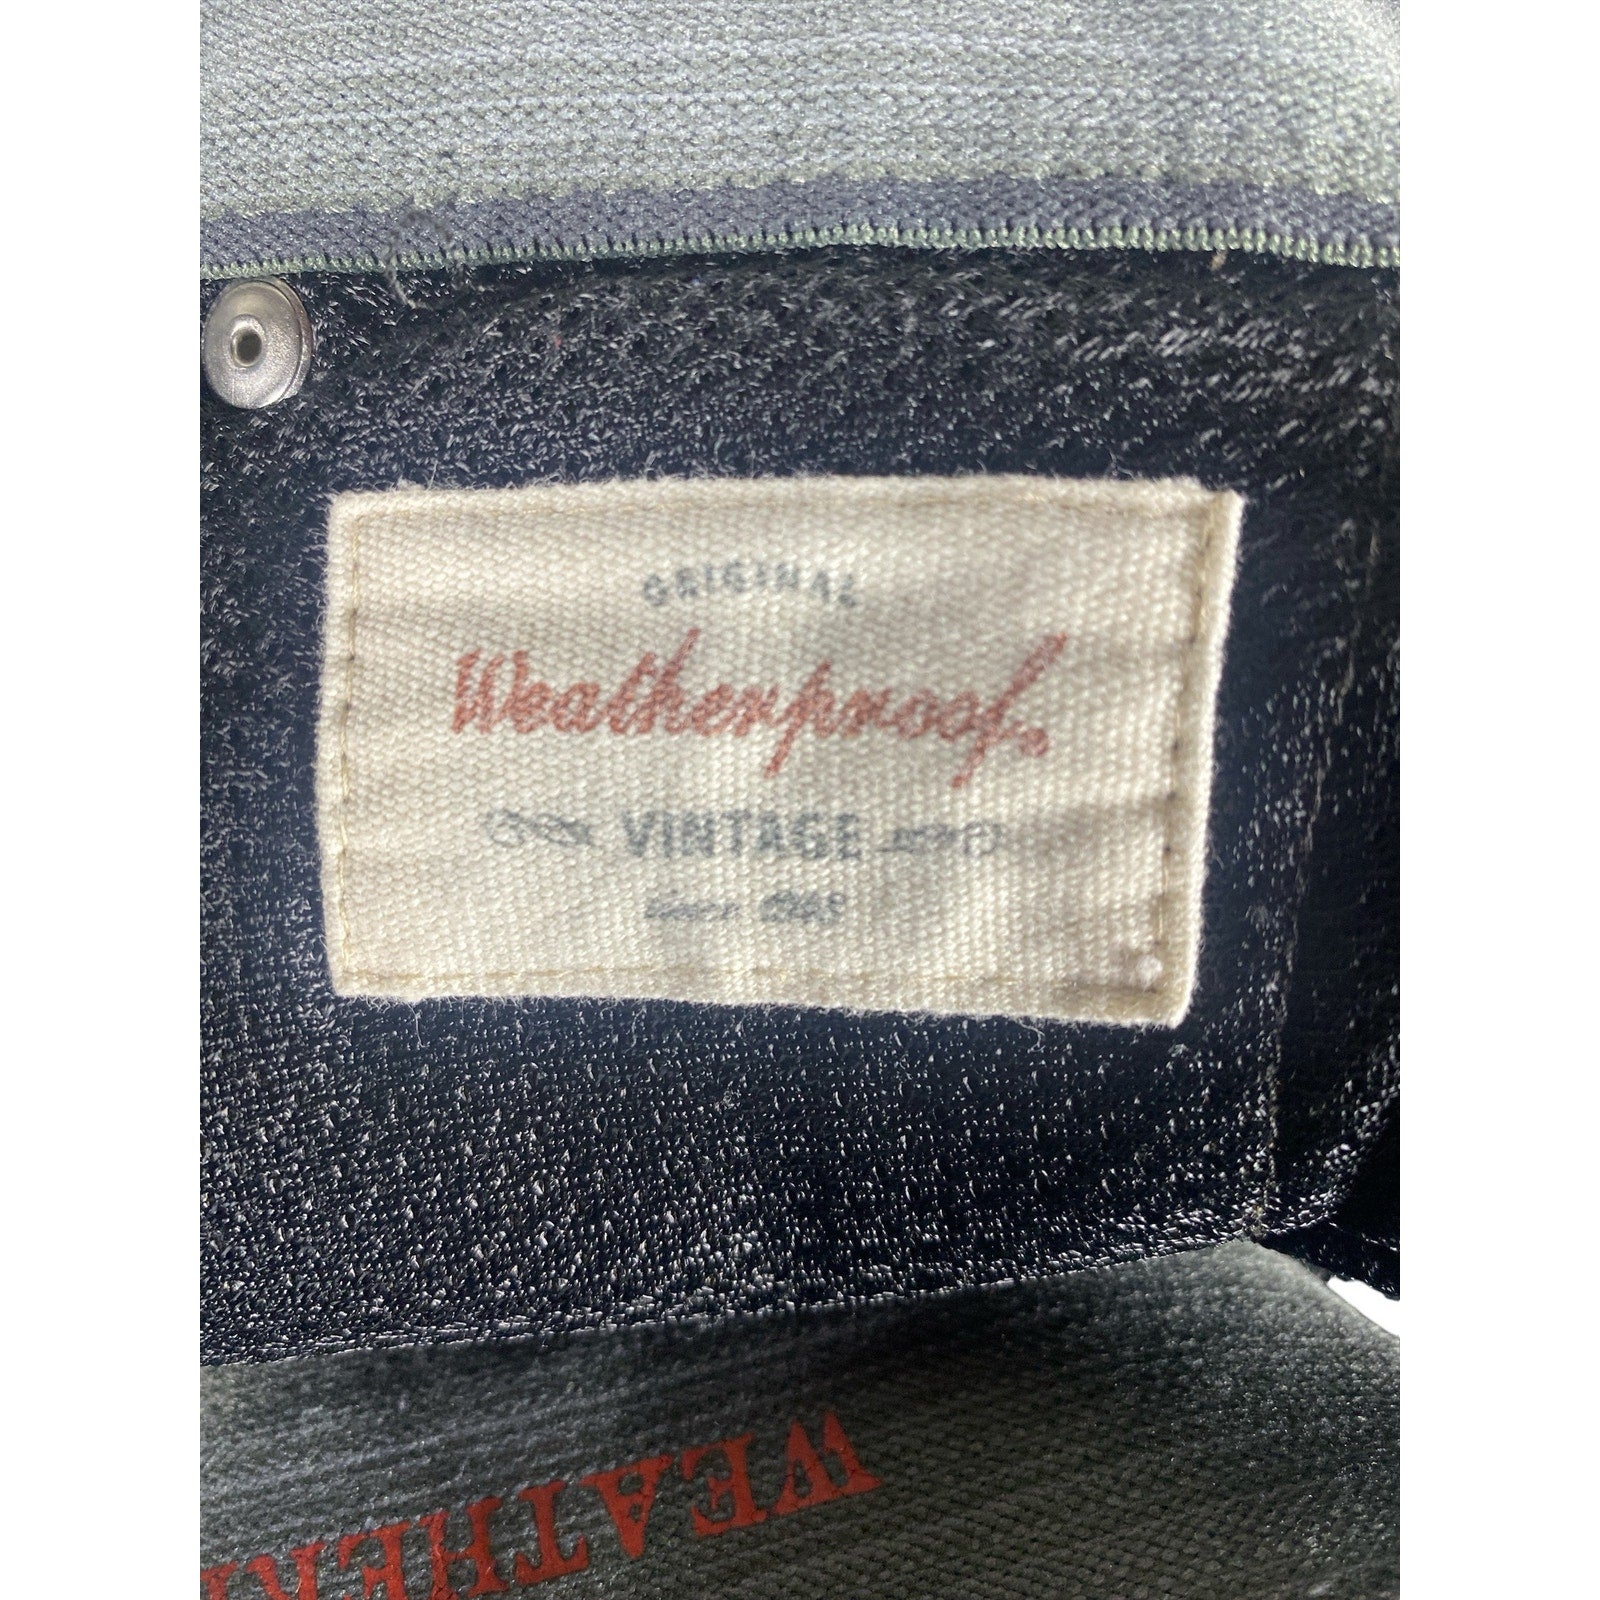 ORIGINAL
Weatherproof®
VINTAGE
since 1948
WEATHER